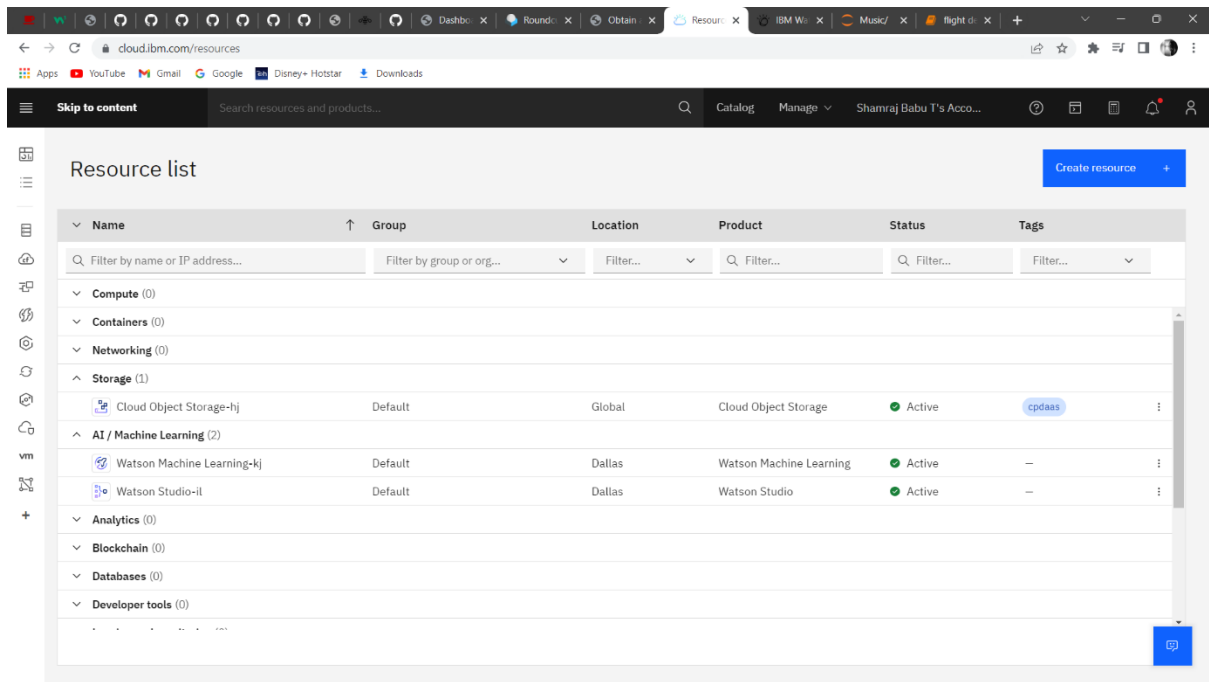 Dashbo
Roundc
Obtain a
Resourc
IBM Wa
Music/
flight de
cloud.ibm.com/resources
Apps YouTube Gmail Google Disney+ Hotstar Downloads
Skip to content Search resources and products... Catalog Manage Shamraj Babu T's Acco...
Resource list
Create resource +
Name Group Location Product Status Tags
Filter by name or IP address... Filter by group or org... Filter... Filter... Filter... Filter...
Compute (0)
Containers (0)
Networking (0)
Storage (1)
Cloud Object Storage-hj Default Global Cloud Object Storage Active cpdaas
AI / Machine Learning (2)
Watson Machine Learning-kj Default Dallas Watson Machine Learning Active –
Watson Studio-il Default Dallas Watson Studio Active –
vm
Analytics (0)
Blockchain (0)
Databases (0)
Developer tools (0)